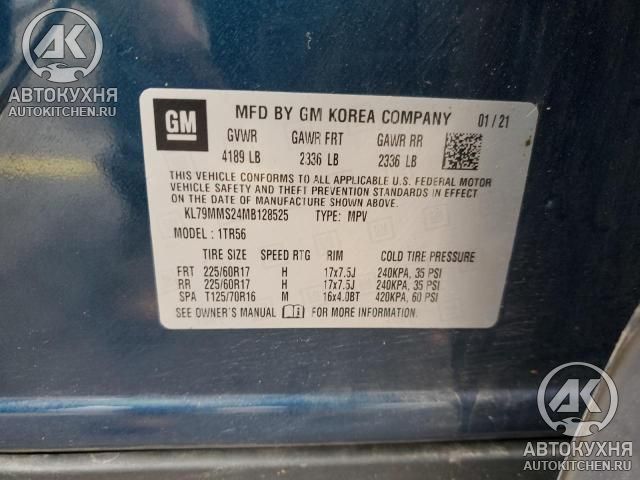 AK
АВТОКУХНЯ
AUTOKITCHEN.RU
GM
MFD BY GM KOREA COMPANY 01/21
GVWR GAWR FRT GAWR RR
4189 LB 2336 LB 2336 LB
THIS VEHICLE CONFORMS TO ALL APPLICABLE U.S. FEDERAL MOTOR
VEHICLE SAFETY AND THEFT PREVENTION STANDARDS IN EFFECT
ON THE DATE OF MANUFACTURE SHOWN ABOVE.
KL79MMS24MB128525 TYPE: MPV
MODEL: 1TR56
TIRE SIZE SPEED RTG RIM COLD TIRE PRESSURE
FRT 225/60R17 H 17x7.5J 240KPA, 35 PSI
RR 225/60R17 H 17x7.5J 240KPA, 35 PSI
SPA T125/70R16 M 16x4.0BT 420KPA, 60 PSI
SEE OWNER'S MANUAL FOR MORE INFORMATION.
AK
АВТОКУХНЯ
AUTOKITCHEN.RU